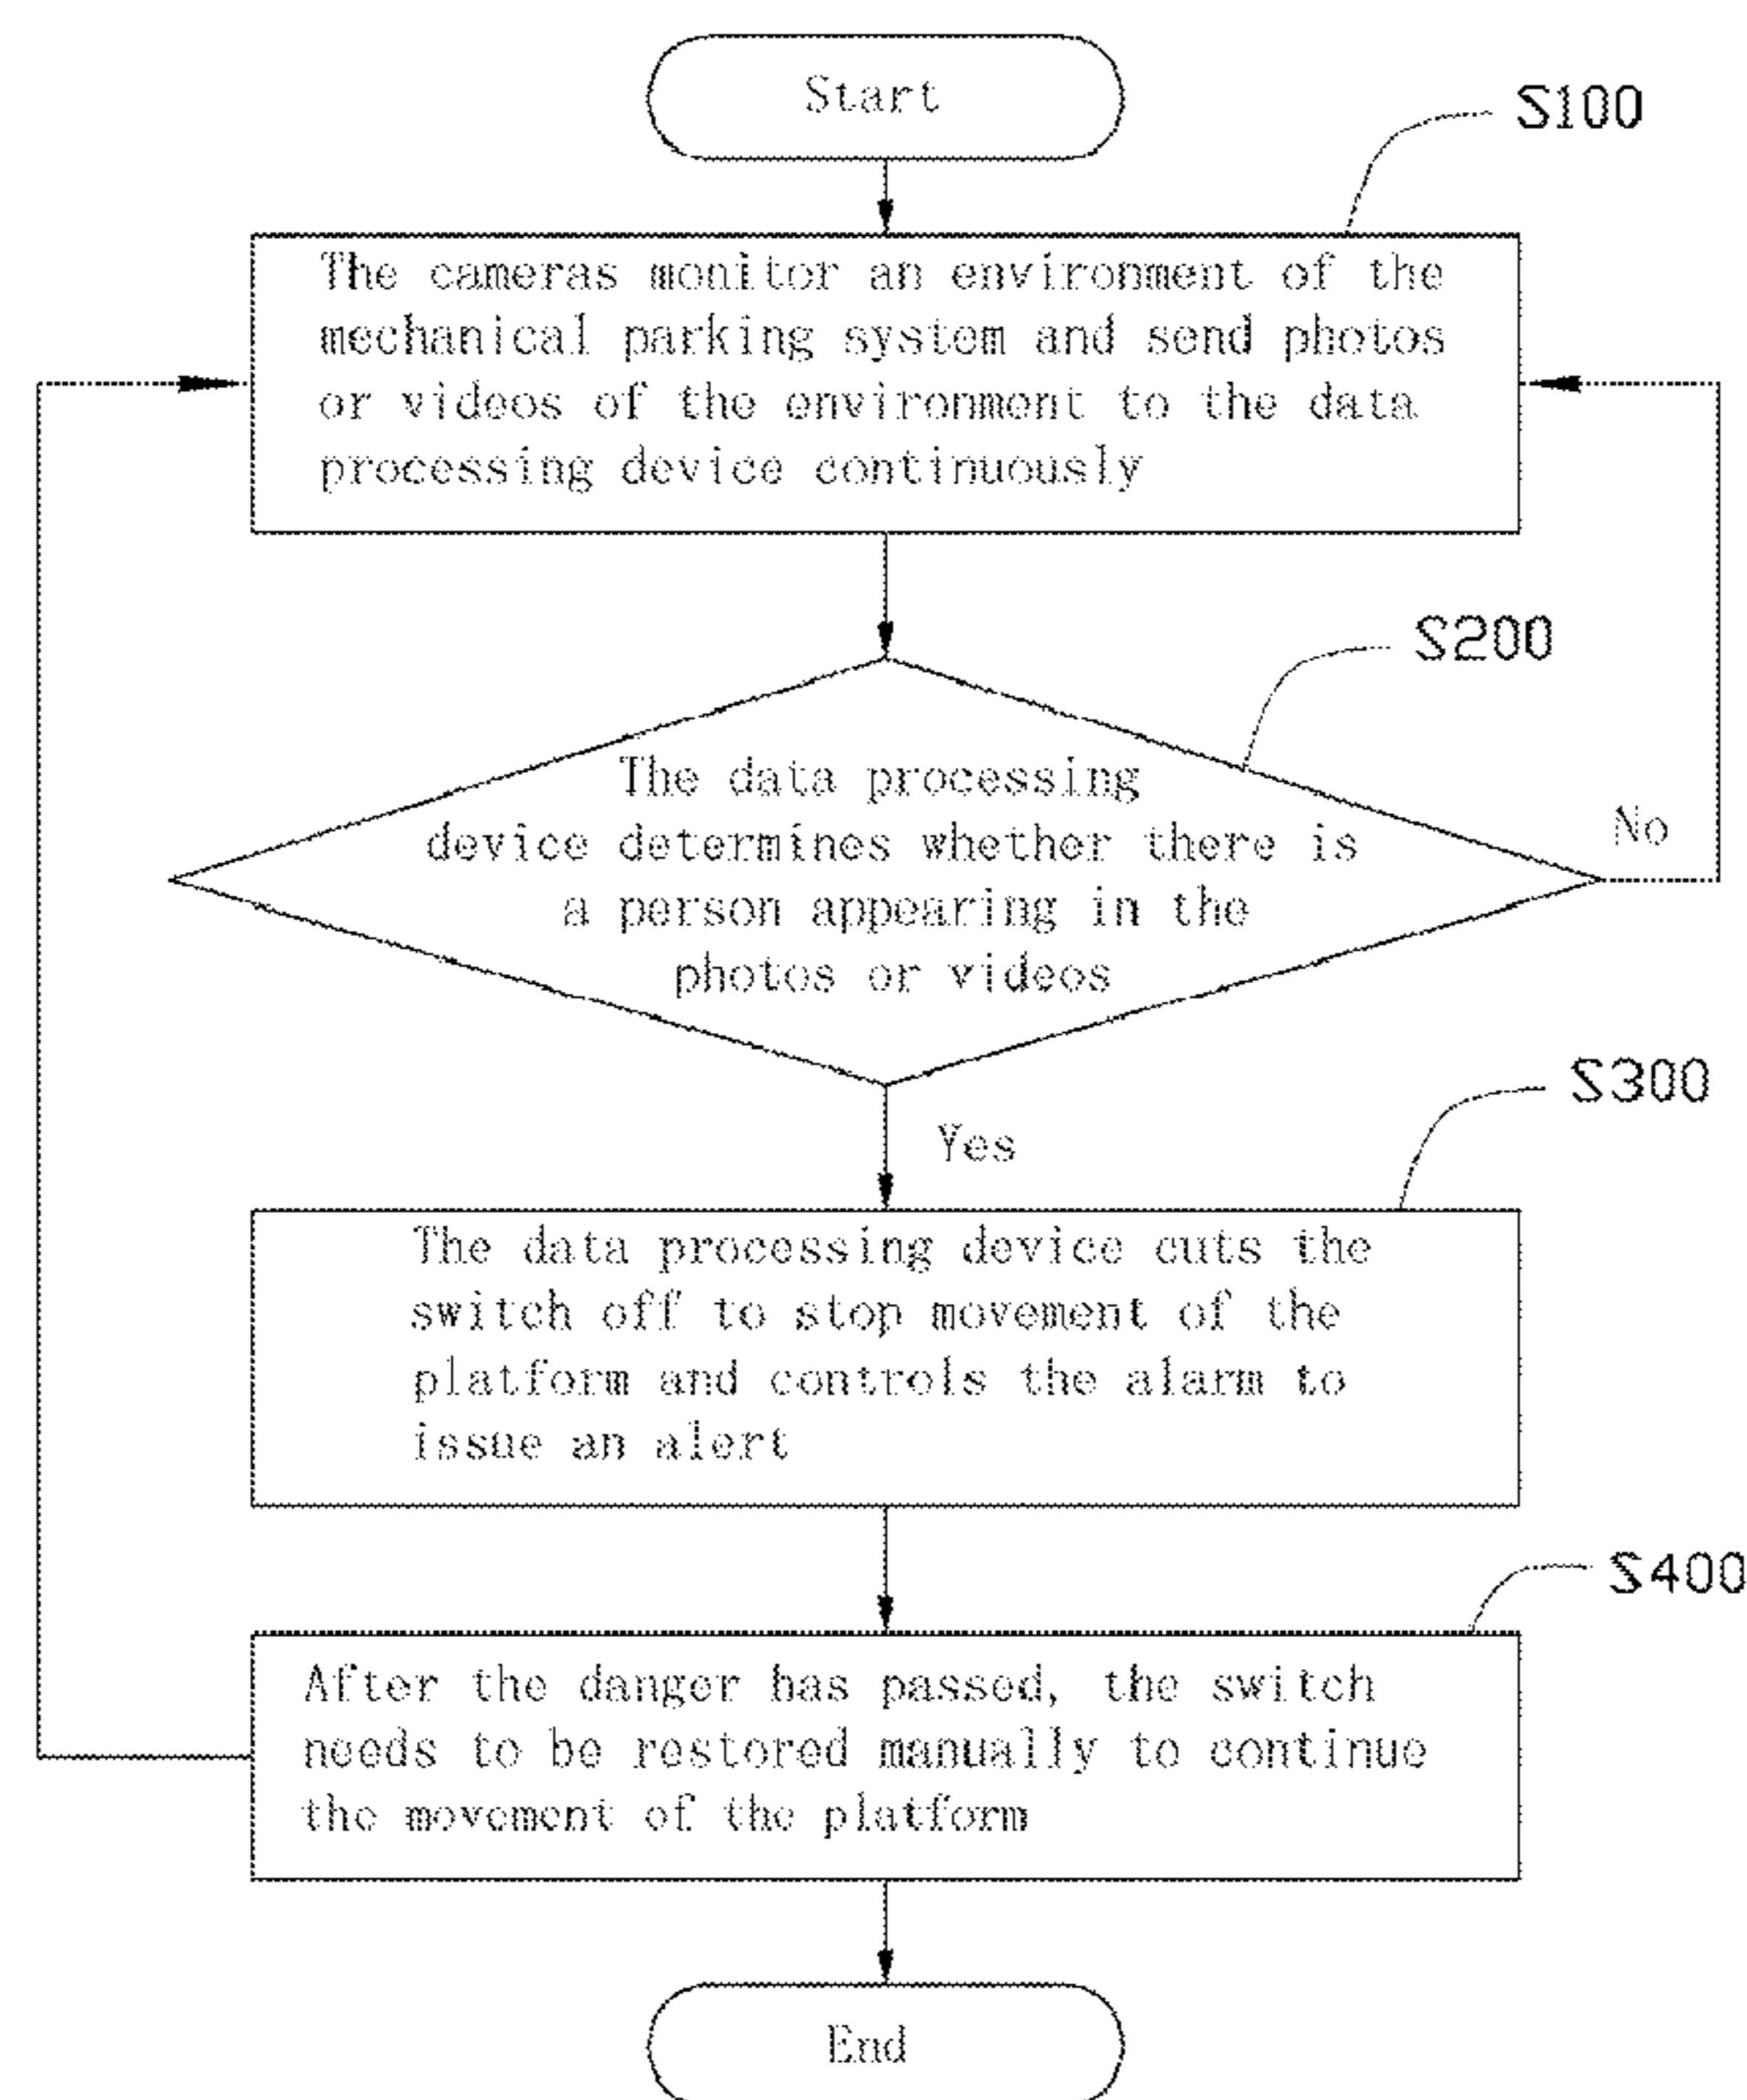 Start
S100
The cameras monitor an environment of the
mechanical parking system and send photos
or videos of the environment to the data
processing device continuously
S200
The data processing
device determines whether there is
a person appearing in the
photos or videos
No
Yes
S300
The data processing device cuts the
switch off to stop movement of the
platform and controls the alarm to
issue an alert
S400
After the danger has passed, the switch
needs to be restored manually to continue
the movement of the platform
End